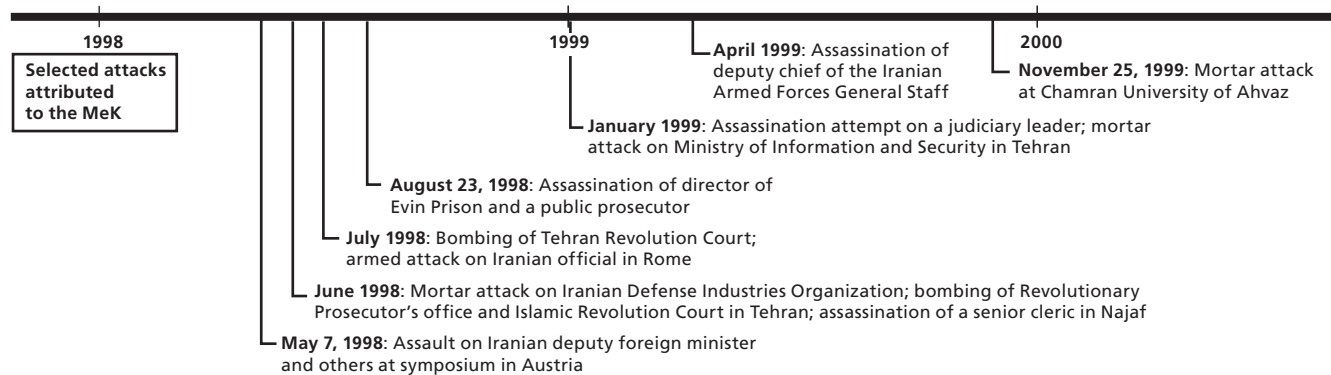 1998
1999
2000
Selected attacks
attributed
to the MeK
April 1999: Assassination of
deputy chief of the Iranian
Armed Forces General Staff
November 25, 1999: Mortar attack
at Chamran University of Ahvaz
January 1999: Assassination attempt on a judiciary leader; mortar
attack on Ministry of Information and Security in Tehran
August 23, 1998: Assassination of director of
Evin Prison and a public prosecutor
July 1998: Bombing of Tehran Revolution Court;
armed attack on Iranian official in Rome
June 1998: Mortar attack on Iranian Defense Industries Organization; bombing of Revolutionary
Prosecutor’s office and Islamic Revolution Court in Tehran; assassination of a senior cleric in Najaf
May 7, 1998: Assault on Iranian deputy foreign minister
and others at symposium in Austria